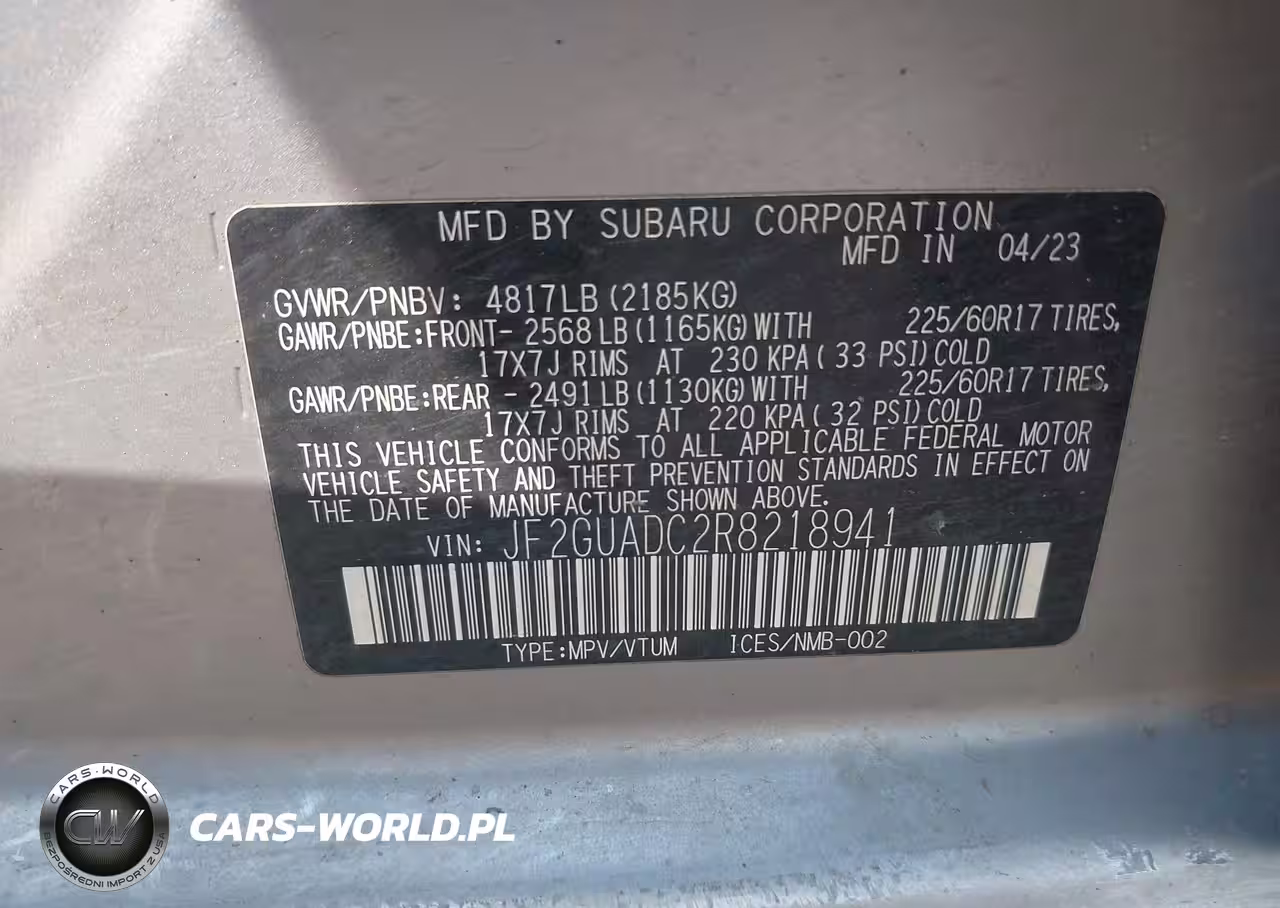 MFD BY SUBARU CORPORATION
MFD IN 04/23
GVWR/PNBV: 4817LB (2185KG)
GAWR/PNBE:FRONT- 2568 LB (1165KG) WITH 225/60R17 TIRES,
17X7J RIMS AT 230 KPA ( 33 PSI) COLD
GAWR/PNBE:REAR - 2491 LB (1130KG) WITH 225/60R17 TIRES,
17X7J RIMS AT 220 KPA ( 32 PSI) COLD
THIS VEHICLE CONFORMS TO ALL APPLICABLE FEDERAL MOTOR
VEHICLE SAFETY AND THEFT PREVENTION STANDARDS IN EFFECT ON
THE DATE OF MANUFACTURE SHOWN ABOVE.
VIN: JF2GUADC2R8218941
TYPE:MPV/VTUM ICES/NMB-002
CARS-WORLD
CW
BEZPOŚREDNI IMPORT Z USA
CARS-WORLD.PL